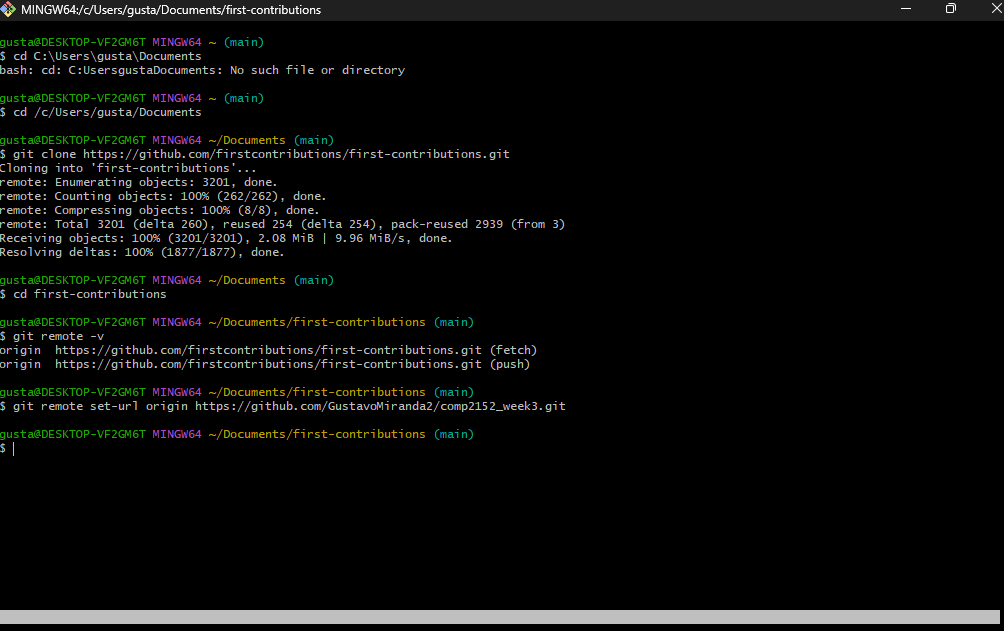 MINGW64:/c/Users/gusta/Documents/first-contributions
gusta@DESKTOP-VF2GM6T MINGW64 ~ (main)
$ cd C:\Users\gusta\Documents
bash: cd: C:UsersgustaDocuments: No such file or directory
gusta@DESKTOP-VF2GM6T MINGW64 ~ (main)
$ cd /c/Users/gusta/Documents
gusta@DESKTOP-VF2GM6T MINGW64 ~/Documents (main)
$ git clone https://github.com/firstcontributions/first-contributions.git
Cloning into 'first-contributions'...
remote: Enumerating objects: 3201, done.
remote: Counting objects: 100% (262/262), done.
remote: Compressing objects: 100% (8/8), done.
remote: Total 3201 (delta 260), reused 254 (delta 254), pack-reused 2939 (from 3)
Receiving objects: 100% (3201/3201), 2.08 MiB | 9.96 MiB/s, done.
Resolving deltas: 100% (1877/1877), done.
gusta@DESKTOP-VF2GM6T MINGW64 ~/Documents (main)
$ cd first-contributions
gusta@DESKTOP-VF2GM6T MINGW64 ~/Documents/first-contributions (main)
$ git remote -v
origin  https://github.com/firstcontributions/first-contributions.git (fetch)
origin  https://github.com/firstcontributions/first-contributions.git (push)
gusta@DESKTOP-VF2GM6T MINGW64 ~/Documents/first-contributions (main)
$ git remote set-url origin https://github.com/GustavoMiranda2/comp2152_week3.git
gusta@DESKTOP-VF2GM6T MINGW64 ~/Documents/first-contributions (main)
$